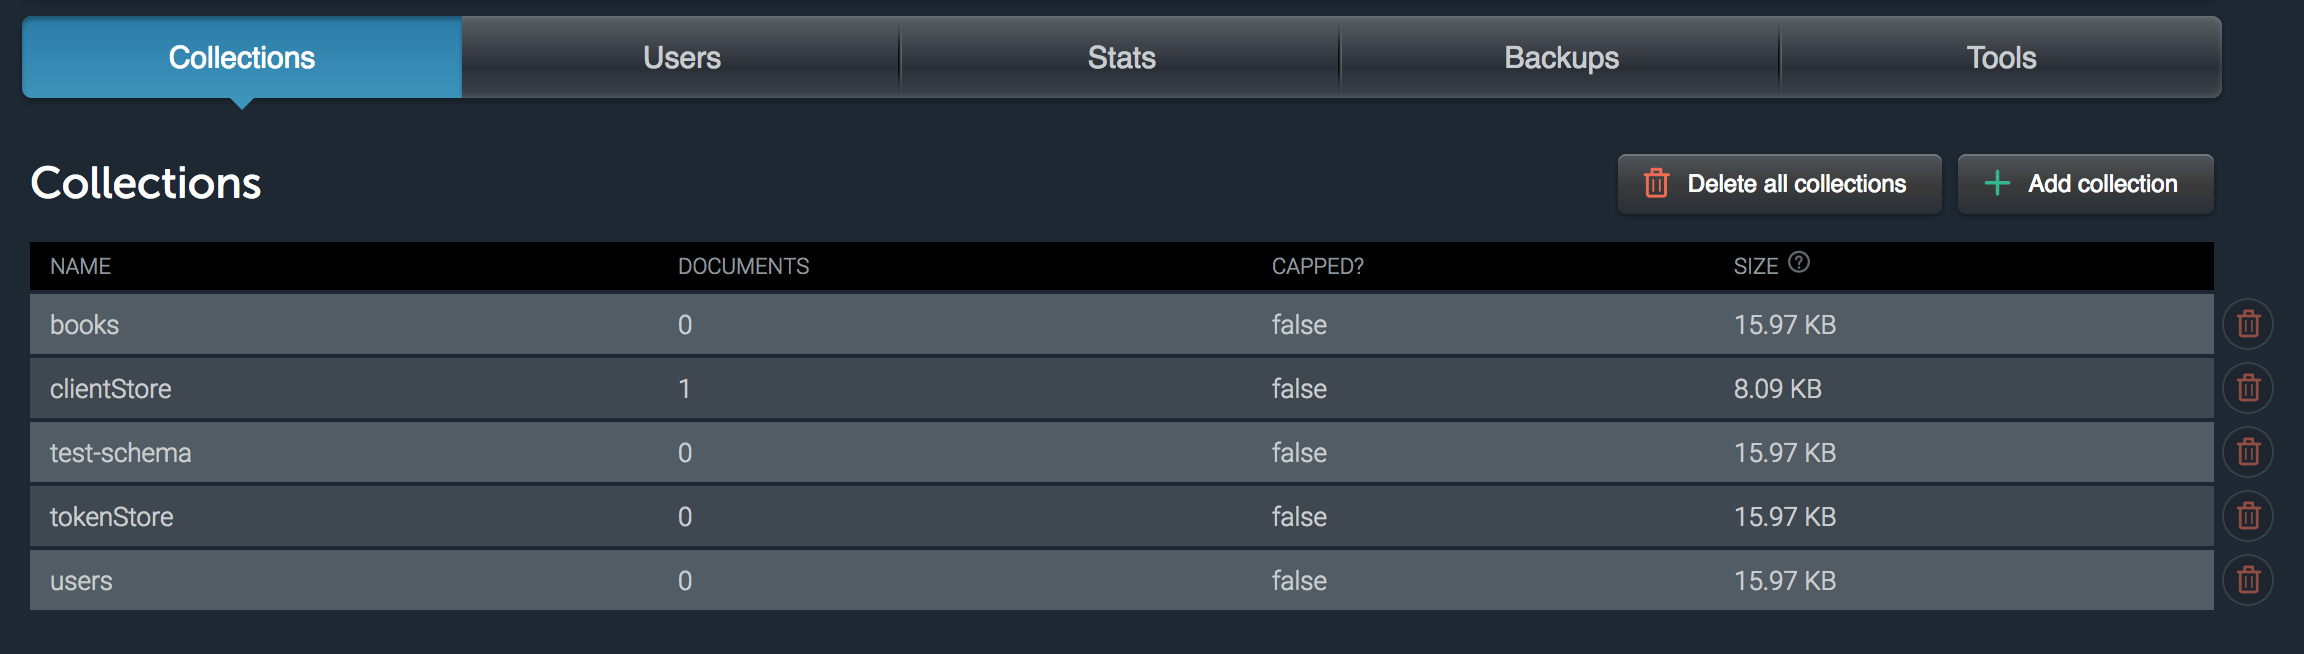 Collections Users Stats Backups Tools
Collections Delete all collections Add collection
NAME DOCUMENTS CAPPED? SIZE ?
books 0 false 15.97 KB
clientStore 1 false 8.09 KB
test-schema 0 false 15.97 KB
tokenStore 0 false 15.97 KB
users 0 false 15.97 KB